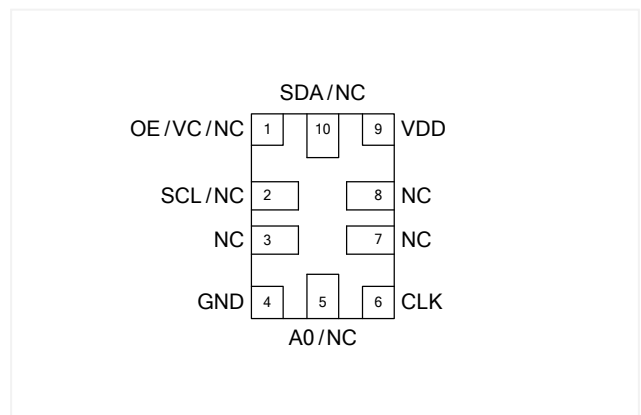 SDA/NC
OE/VC/NC 1 10 9 VDD
SCL/NC 2 8 NC
NC 3 7 NC
GND 4 5 6 CLK
A0/NC